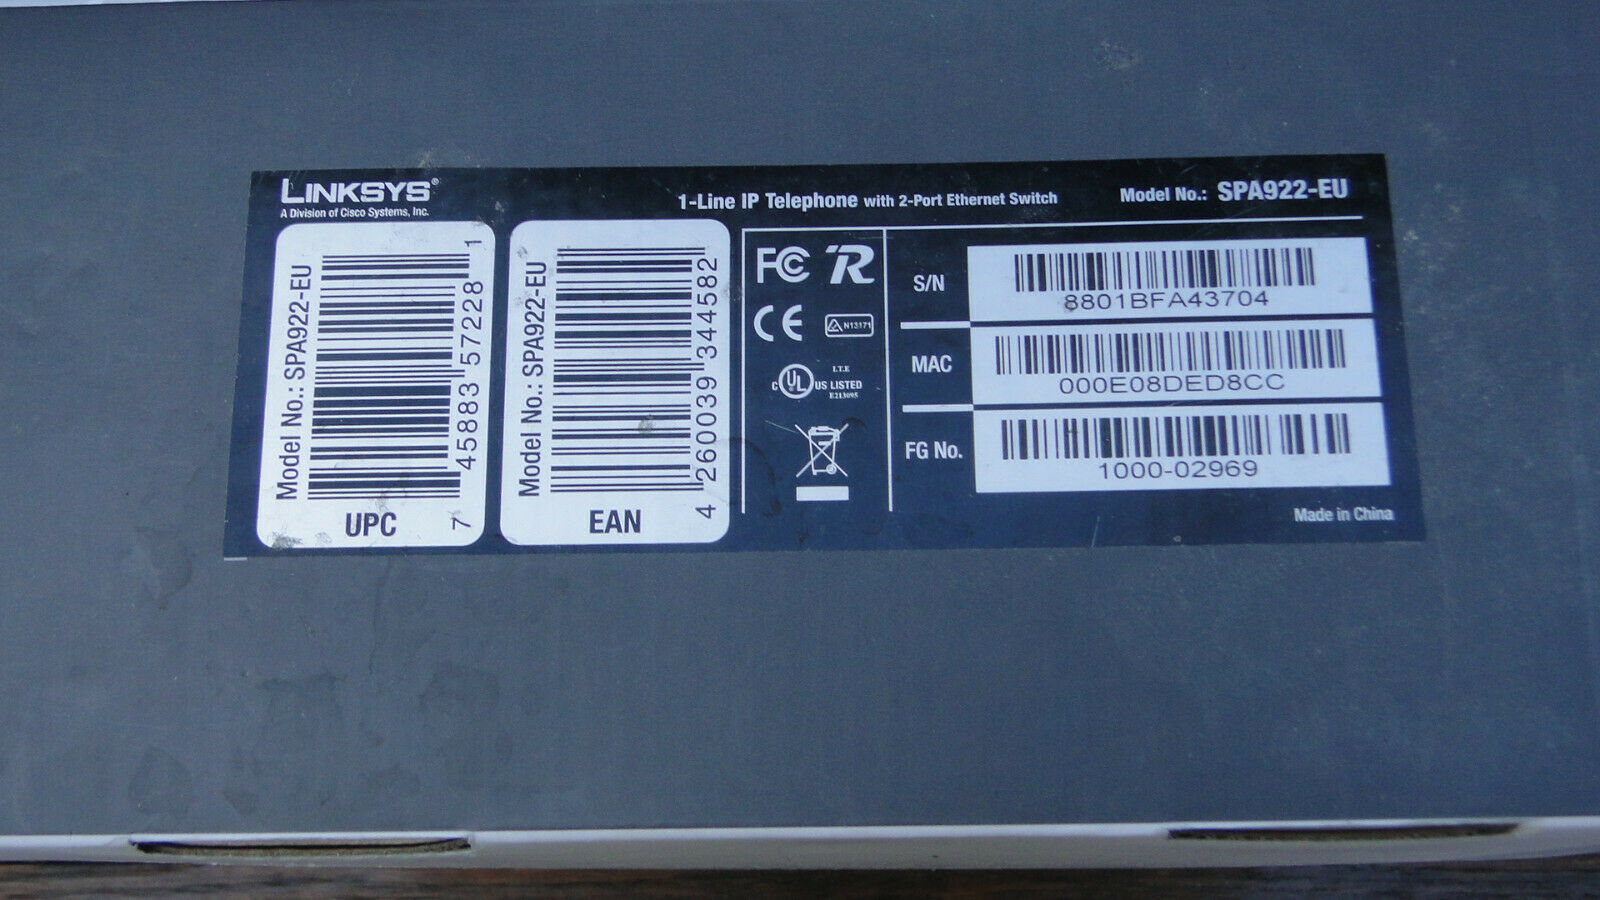 LINKSYS®
A Division of Cisco Systems, Inc.
1-Line IP Telephone with 2-Port Ethernet Switch
Model No.: SPA922-EU
Model No.: SPA922-EU
7 45883 57228 1
UPC
Model No.: SPA922-EU
4 260039 344582
EAN
FC
R
CE
N13171
C UL US LISTED
I.T.E
E213095
S/N
8801BFA43704
MAC
000E08DED8CC
FG No.
1000-02969
Made in China